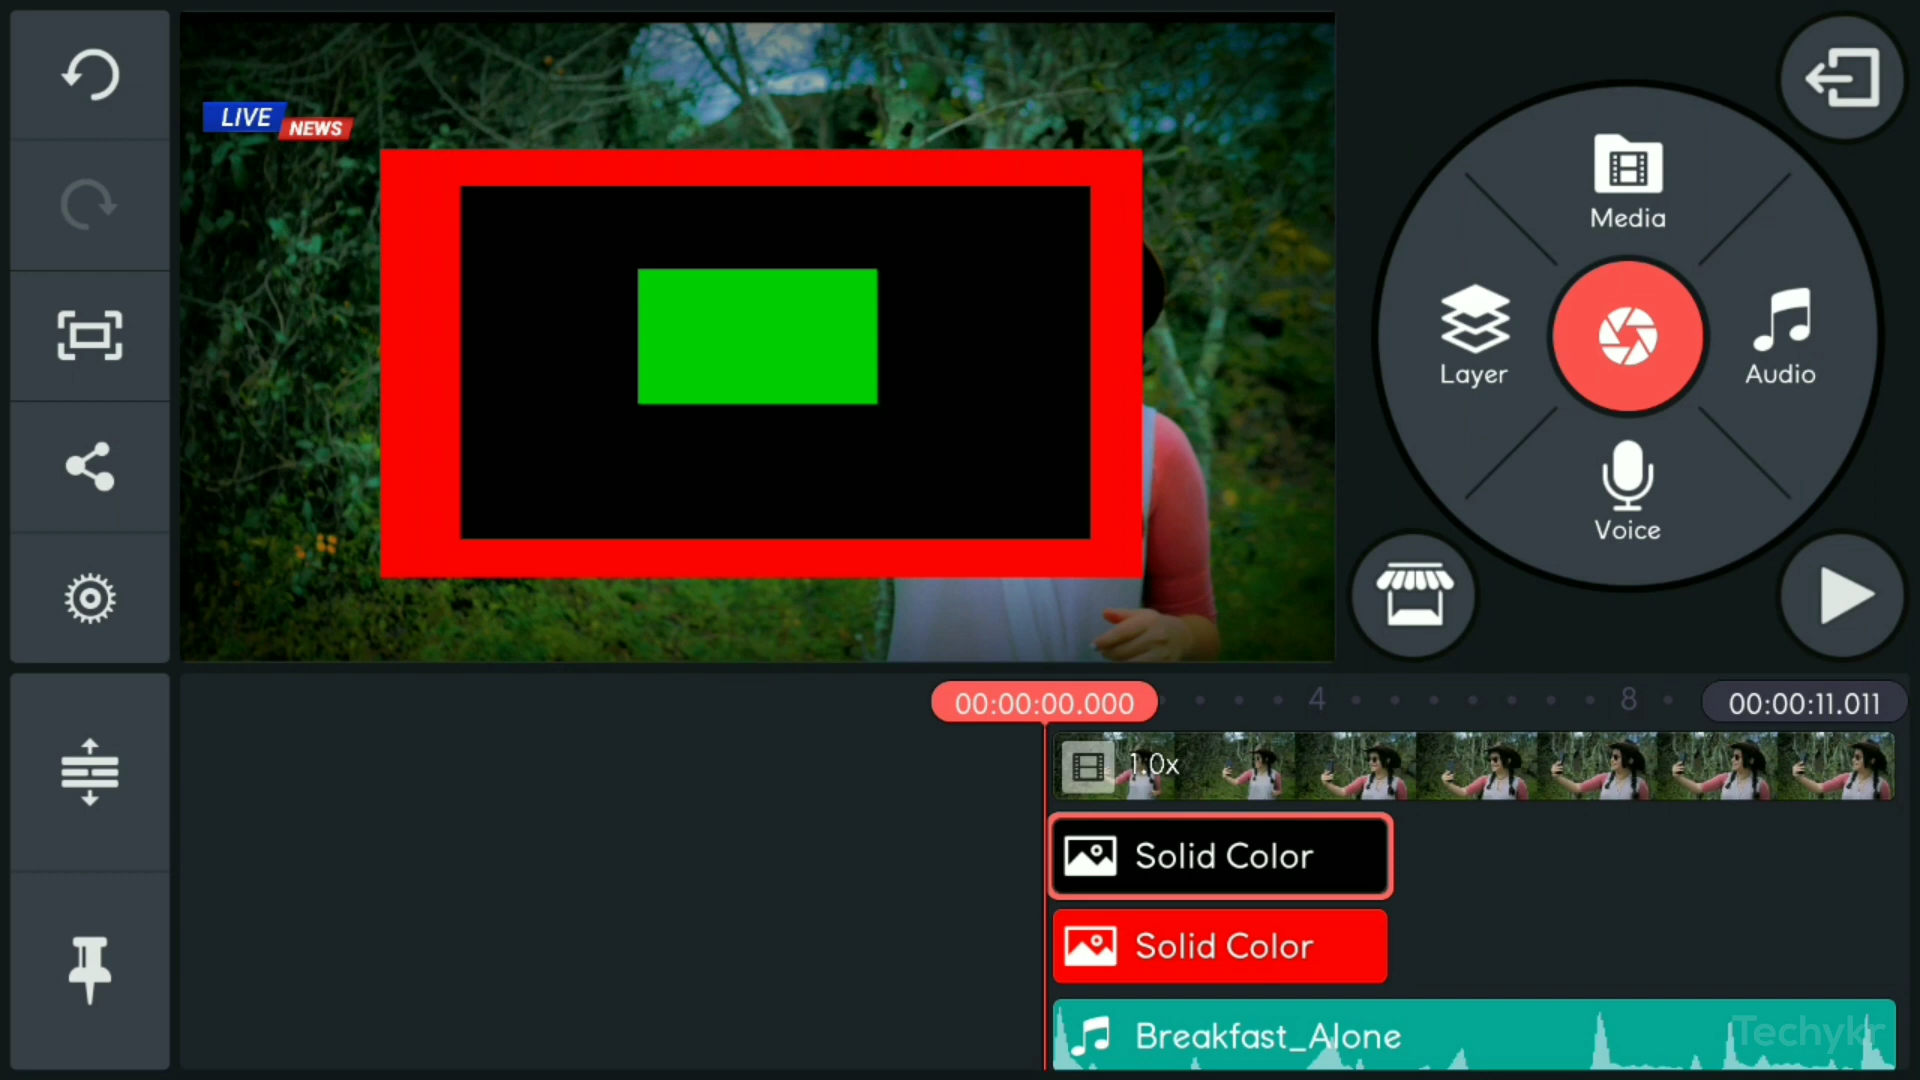 LIVE
NEWS
Media
Layer
Audio
Voice
00:00:00.000
4
8
00:00:11.011
1.0x
Solid Color
Solid Color
Breakfast_Alone
Techykr